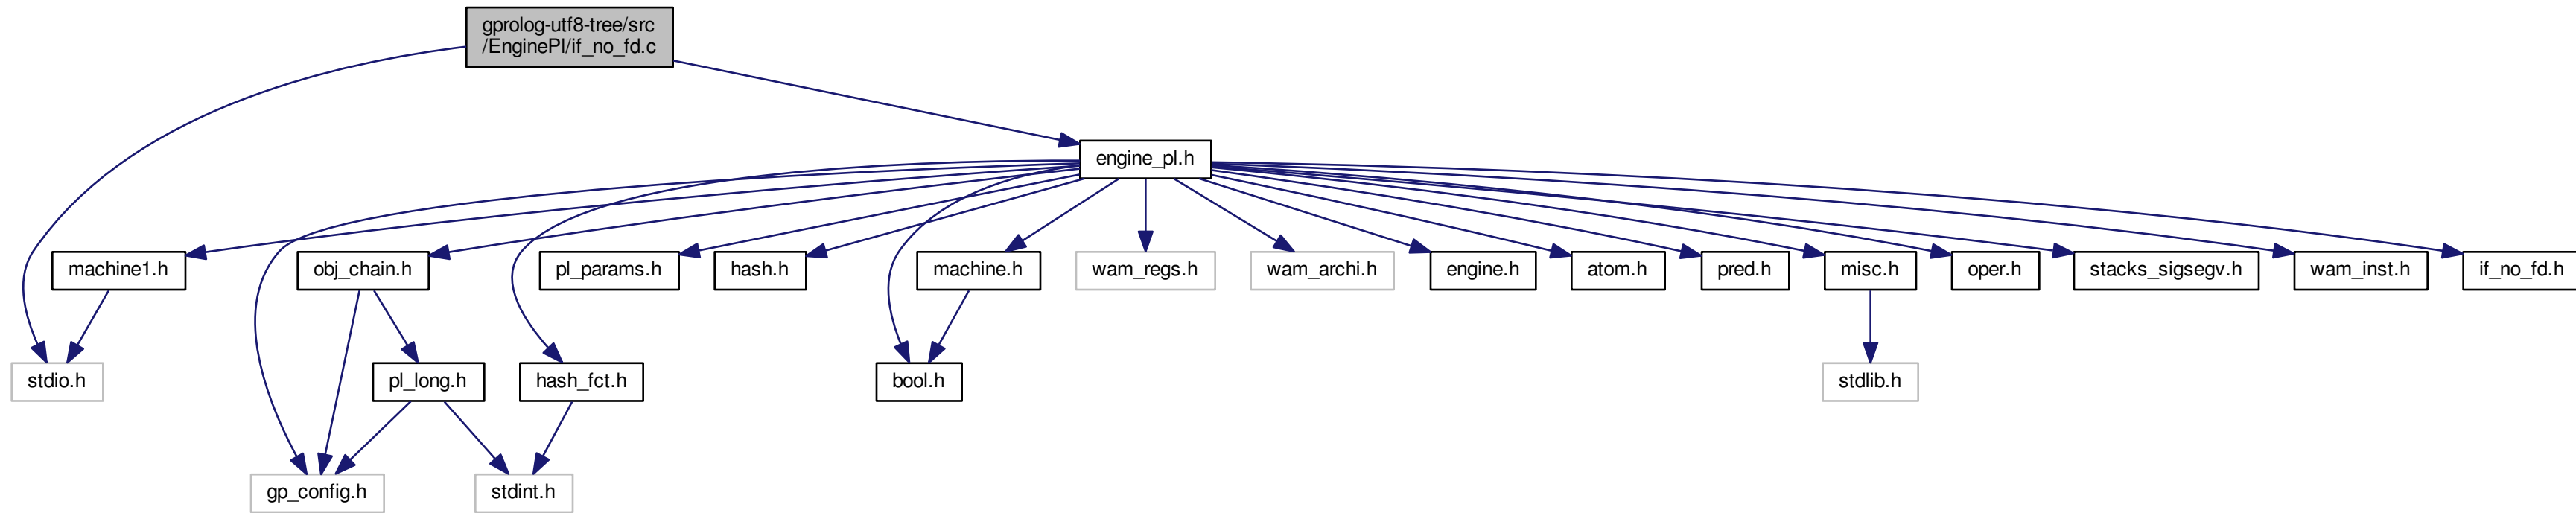 gprolog-utf8-tree/src
/EnginePl/if_no_fd.c
engine_pl.h
machine1.h
obj_chain.h
pl_params.h
hash.h
machine.h
wam_regs.h
wam_archi.h
engine.h
atom.h
pred.h
misc.h
oper.h
stacks_sigsegv.h
wam_inst.h
if_no_fd.h
stdio.h
pl_long.h
hash_fct.h
bool.h
stdlib.h
gp_config.h
stdint.h